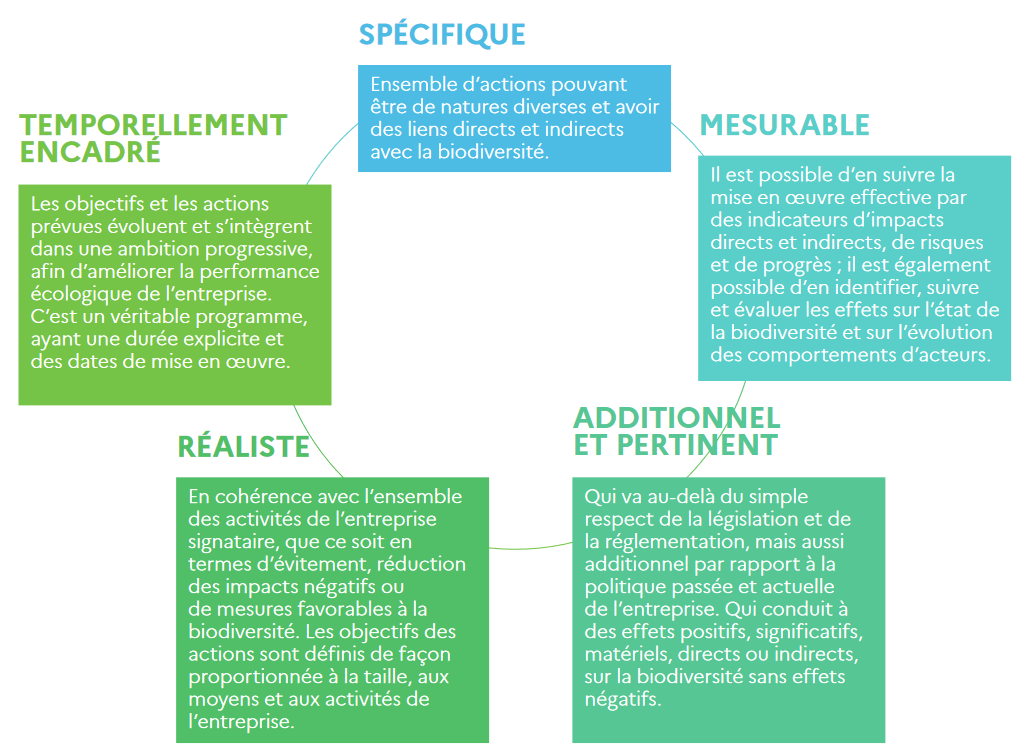 SPÉCIFIQUE
Ensemble d’actions pouvant
être de natures diverses et avoir
des liens directs et indirects
avec la biodiversité.
MESURABLE
Il est possible d’en suivre la
mise en œuvre effective par
des indicateurs d’impacts
directs et indirects, de risques
et de progrès ; il est également
possible d’en identifier, suivre
et évaluer les effets sur l’état de
la biodiversité et sur l’évolution
des comportements d’acteurs.
ADDITIONNEL
ET PERTINENT
Qui va au-delà du simple
respect de la législation et de
la réglementation, mais aussi
additionnel par rapport à la
politique passée et actuelle
de l’entreprise. Qui conduit à
des effets positifs, significatifs,
matériels, directs ou indirects,
sur la biodiversité sans effets
négatifs.
RÉALISTE
En cohérence avec l’ensemble
des activités de l’entreprise
signataire, que ce soit en
termes d’évitement, réduction
des impacts négatifs ou
de mesures favorables à la
biodiversité. Les objectifs des
actions sont définis de façon
proportionnée à la taille, aux
moyens et aux activités de
l’entreprise.
TEMPORELLEMENT
ENCADRÉ
Les objectifs et les actions
prévues évoluent et s’intègrent
dans une ambition progressive,
afin d’améliorer la performance
écologique de l’entreprise.
C’est un véritable programme,
ayant une durée explicite et
des dates de mise en œuvre.